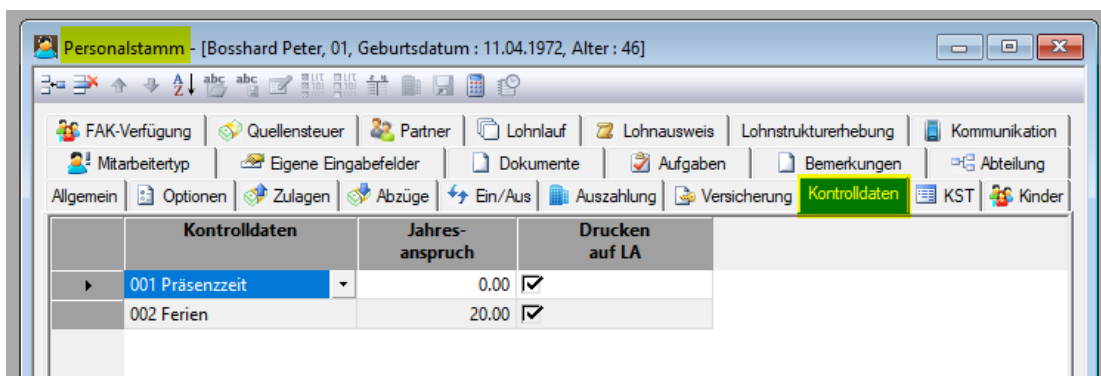 Personalstamm - [Bosshard Peter, 01, Geburtsdatum : 11.04.1972, Alter : 46]
FAK-Verfügung Quellensteuer Partner Lohnlauf Lohnausweis Lohnstrukturerhebung Kommunikation
Mitarbeitertyp Eigene Eingabefelder Dokumente Aufgaben Bemerkungen Abteilung
Allgemein Optionen Zulagen Abzüge Ein/Aus Auszahlung Versicherung Kontrolldaten KST Kinder
Kontrolldaten Jahres- Drucken
anspruch auf LA
001 Präsenzzeit 0.00
002 Ferien 20.00